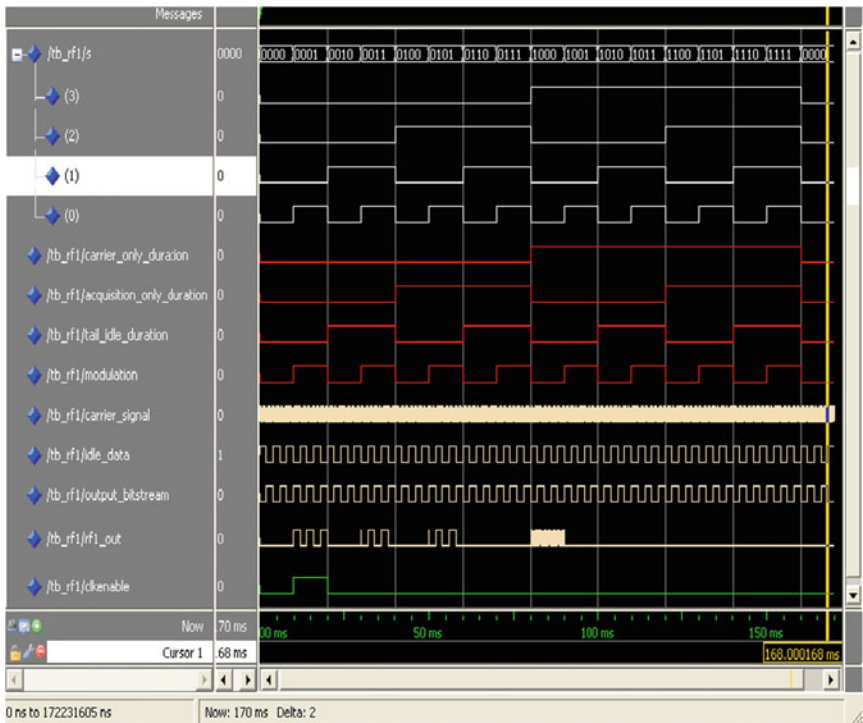 Messages
/tb_rf1/s 0000 0000 0001 0010 0011 0100 0101 0110 0111 1000 1001 1010 1011 1100 1101 1110 1111 0000
(3) 0
(2) 0
(1) 0
(0) 0
/tb_rf1/carrier_only_duration 0
/tb_rf1/acquisition_only_duration 0
/tb_rf1/tail_idle_duration 0
/tb_rf1/modulation 0
/tb_rf1/carrier_signal 0
/tb_rf1/idle_data 1
/tb_rf1/output_bitstream 0
/tb_rf1/rf1_out 0
/tb_rf1/clkenable 0
Now .70 ms 00 ms 50 ms 100 ms 150 ms
Cursor 1 .68 ms 168.000168 ms
0 ns to 172231605 ns Now: 170 ms Delta: 2